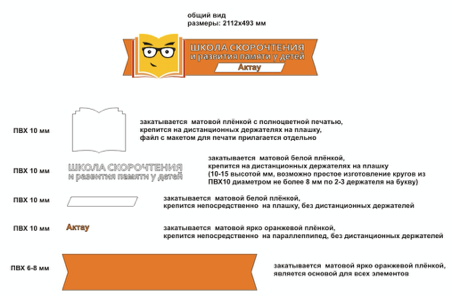 общий вид
размеры: 2112х493 мм
ШКОЛА СКОРОЧТЕНИЯ
и развития памяти у детей
Актау
ПВХ 10 мм
закатывается матовой плёнкой с полноцветной печатью,
крепится на дистанционных держателях на плашку,
файл с макетом для печати прилагается отдельно
ПВХ 10 мм
ШКОЛА СКОРОЧТЕНИЯ
и развития памяти у детей
закатывается матовой белой плёнкой,
крепится на дистанционных держателях на плашку
(10-15 высотой мм, возможно простое изготовление кругов из
ПВХ10 диаметром не более 8 мм по 2-3 держателя на букву)
ПВХ 10 мм
закатывается матовой белой плёнкой,
крепится непосредственно на плашку, без дистанционных держателей
ПВХ 10 мм
Актау
закатывается матовой ярко оранжевой плёнкой,
крепится непосредственно на параллеппипед, без дистанционных держателей
ПВХ 6-8 мм
закатывается матовой ярко оранжевой плёнкой,
является основой для всех элементов